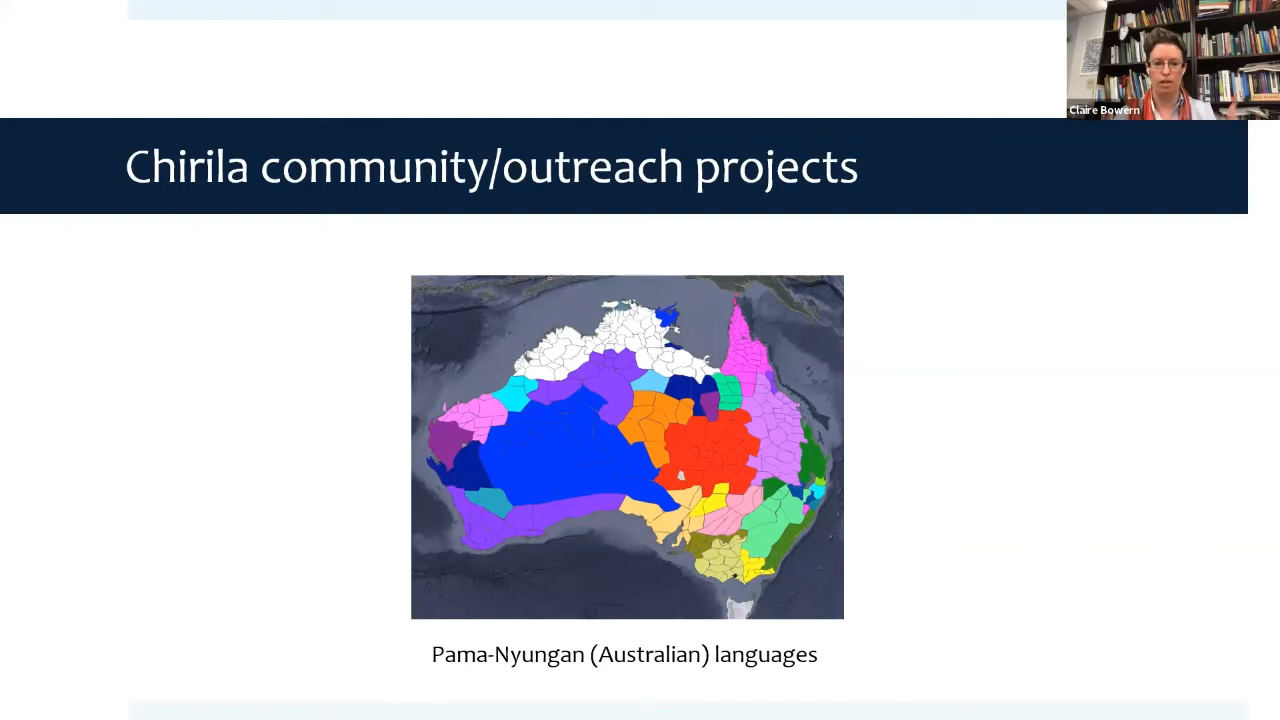 Claire Bowern
Chirila community/outreach projects
Pama-Nyungan (Australian) languages